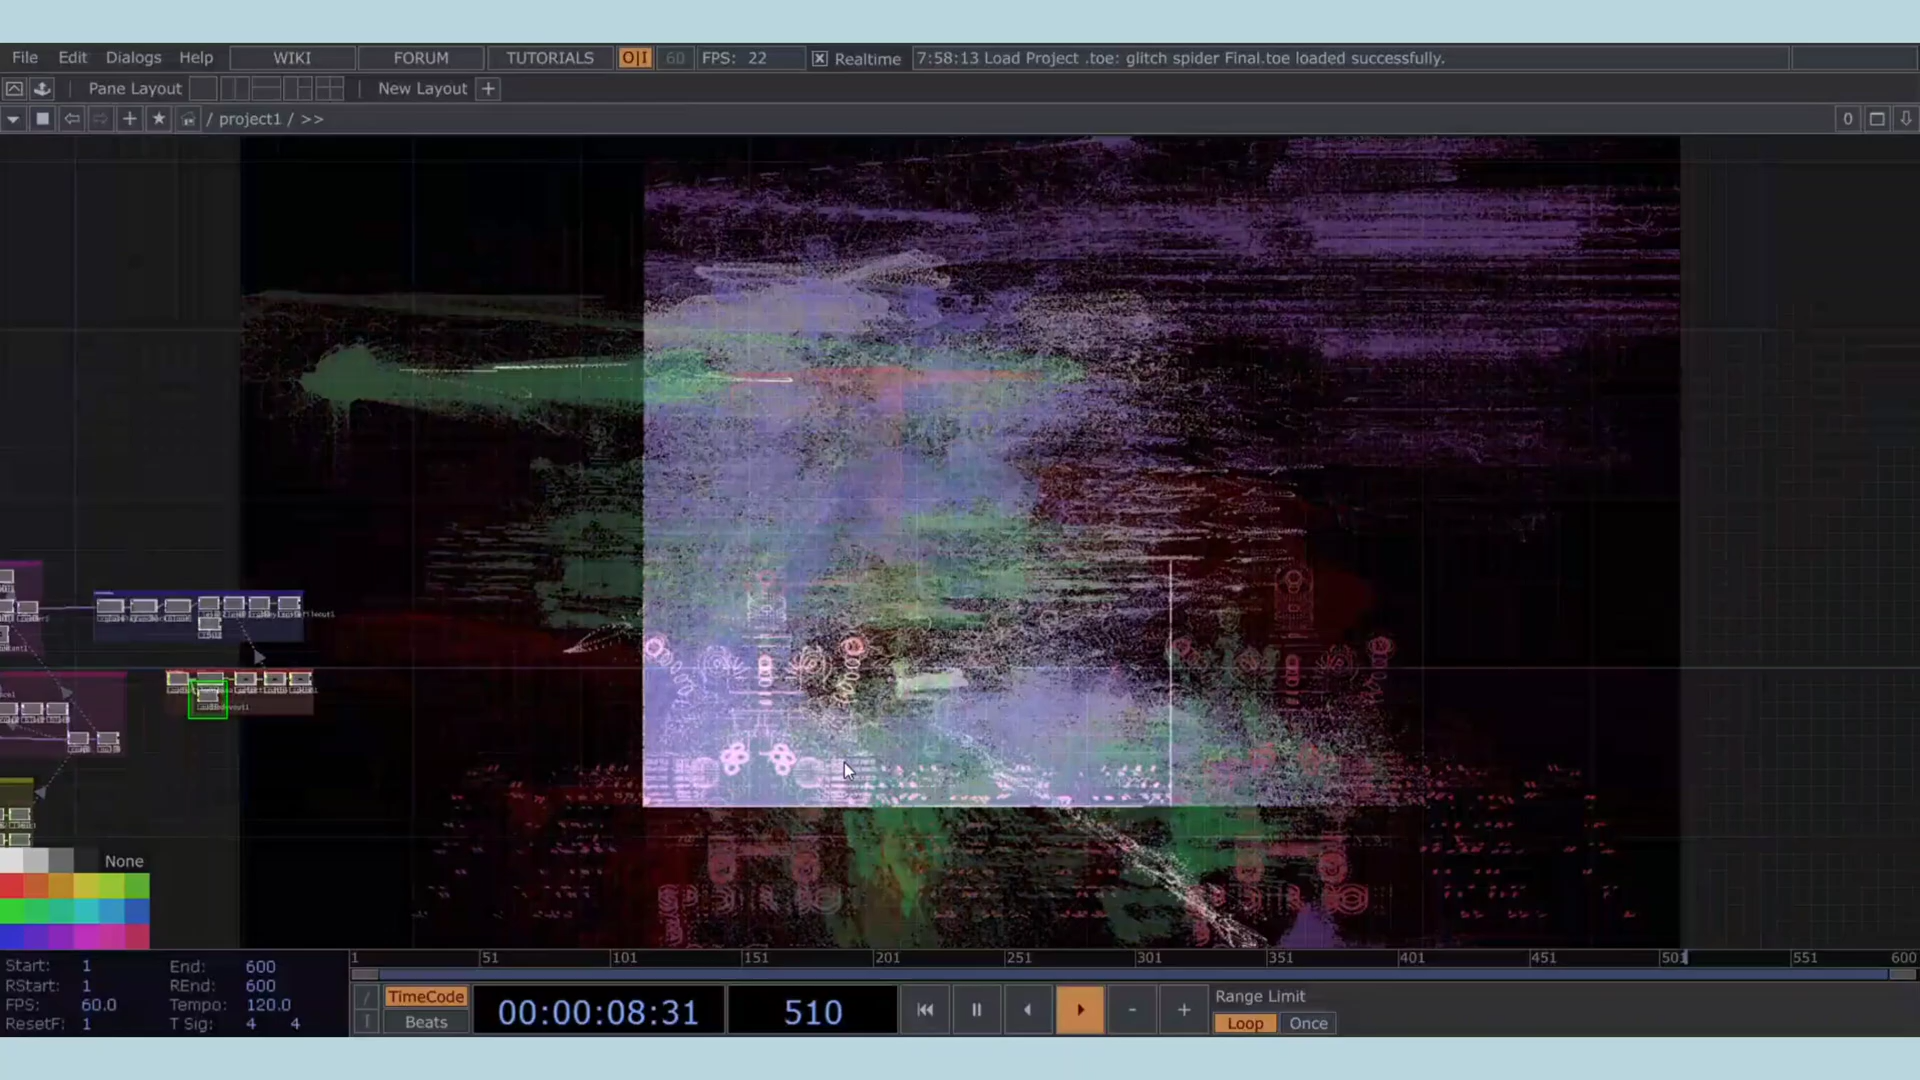 File Edit Dialogs Help WIKI FORUM TUTORIALS O|I 60 FPS: 22 Realtime 7:58:13 Load Project .toe: glitch spider Final.toe loaded successfully.
Pane Layout New Layout +
/ project1 / >> 0
None
1 51 101 151 201 251 301 351 401 451 501 551 600
Start: 1 End: 600
RStart: 1 REnd: 600
FPS: 60.0 Tempo: 120.0
ResetF: 1 T Sig: 4 4
TimeCode
Beats
00:00:08:31 510
- +
Range Limit
Loop Once